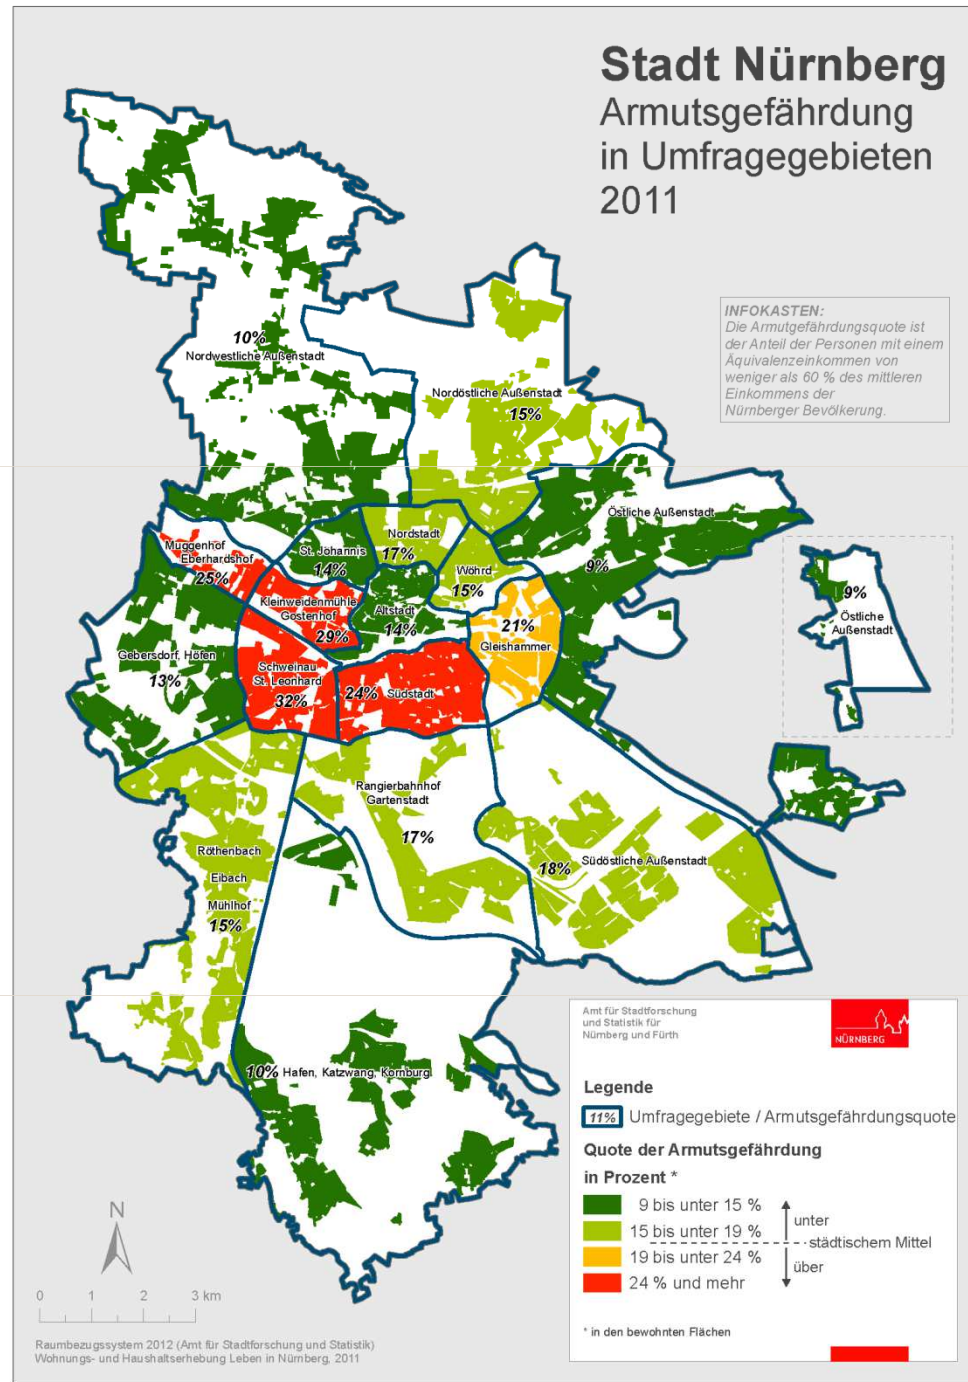 Stadt Nürnberg
Armutsgefährdung
in Umfragegebieten
2011
INFOKASTEN:
Die Armutgefährdungsquote ist
der Anteil der Personen mit einem
Äquivalenzeinkommen von
weniger als 60 % des mittleren
Einkommens der
Nürnberger Bevölkerung.
10%
Nordwestliche Außenstadt
Nordöstliche Außenstadt
15%
Östliche Außenstadt
9%
Nordstadt
17%
St. Johannis
14%
Muggenhof
Eberhardshof
25%
Wöhrd
15%
9%
Östliche
Außenstadt
Kleinweidenmühle
Gostenhof
29%
Altstadt
14%
21%
Gleishammer
Gebersdorf, Höfen
13%
Schweinau
St. Leonhard
32%
24%
Südstadt
Rangierbahnhof
Gartenstadt
17%
Röthenbach
Eibach
Mühlhof
15%
18%
Südöstliche Außenstadt
10%
Hafen, Katzwang, Kornburg
Amt für Stadtforschung
und Statistik für
Nürnberg und Fürth
NÜRNBERG
Legende
11% Umfragegebiete / Armutsgefährdungsquote
Quote der Armutsgefährdung
in Prozent *
9 bis unter 15 %
unter
15 bis unter 19 %
städtischem Mittel
19 bis unter 24 %
über
24 % und mehr
* in den bewohnten Flächen
N
0 1 2 3 km
Raumbezugssystem 2012 (Amt für Stadtforschung und Statistik)
Wohnungs- und Haushaltserhebung Leben in Nürnberg, 2011